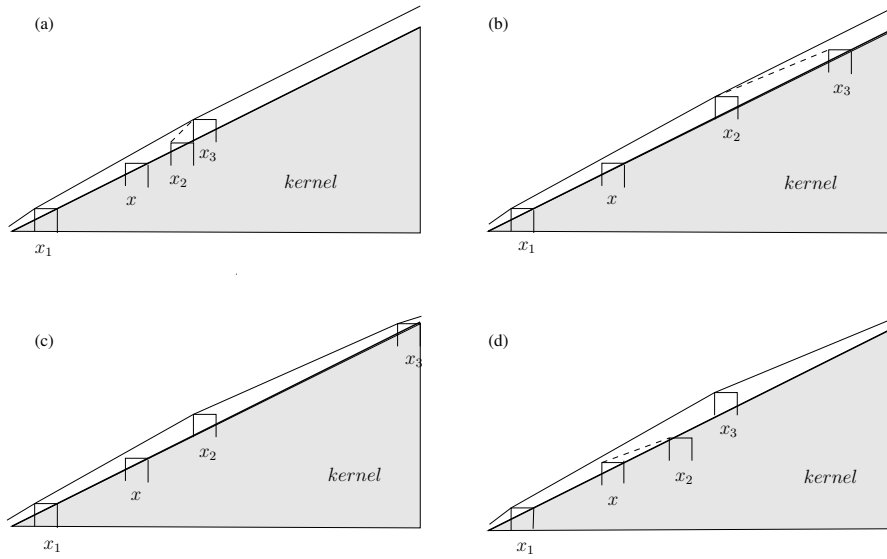 (a)
x₃
x₂
x
kernel
x₁
(b)
x₃
x₂
x
kernel
x₁
(c)
x₃
x₂
x
kernel
x₁
(d)
x₃
x₂
x
kernel
x₁